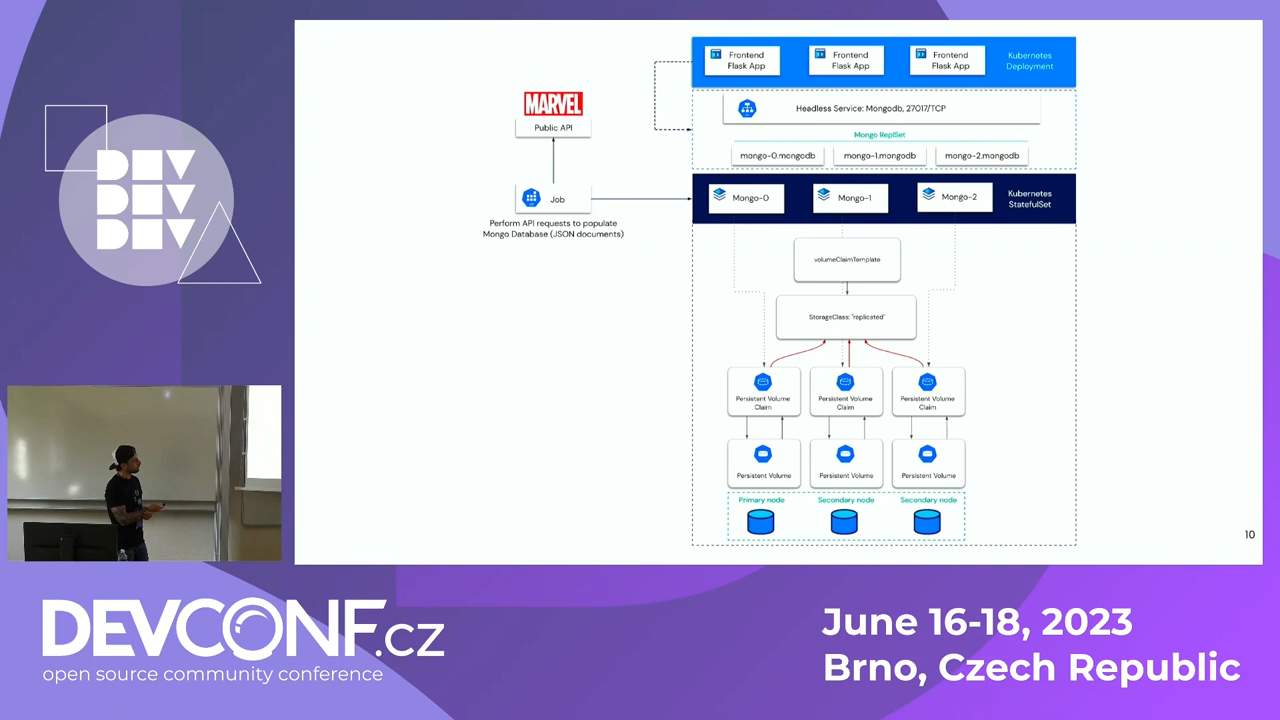 DEV
DEV
DEV
MARVEL
Public API
Job
Perform API requests to populate
Mongo Database (JSON documents)
Frontend
Flask App
Frontend
Flask App
Frontend
Flask App
Kubernetes
Deployment
Headless Service: Mongodb, 27017/TCP
Mongo ReplSet
mongo-0.mongodb
mongo-1.mongodb
mongo-2.mongodb
Mongo-0
Mongo-1
Mongo-2
Kubernetes
StatefulSet
volumeClaimTemplate
StorageClass: 'replicated'
Persistent Volume
Claim
Persistent Volume
Claim
Persistent Volume
Claim
Persistent Volume
Persistent Volume
Persistent Volume
Primary node
Secondary node
Secondary node
10
DEVCONF.cz
open source community conference
June 16-18, 2023
Brno, Czech Republic